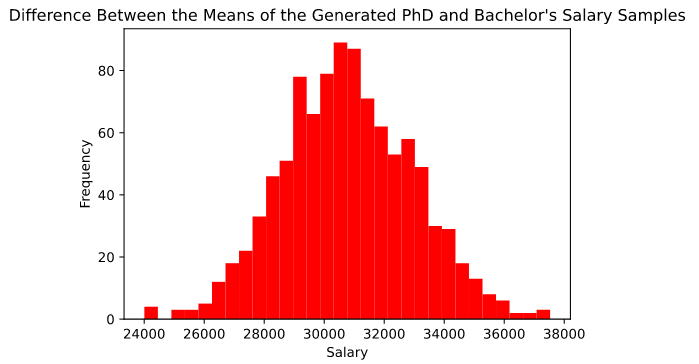 Difference Between the Means of the Generated PhD and Bachelor's Salary Samples
80
60
40
20
0
Frequency
24000 26000 28000 30000 32000 34000 36000 38000
Salary